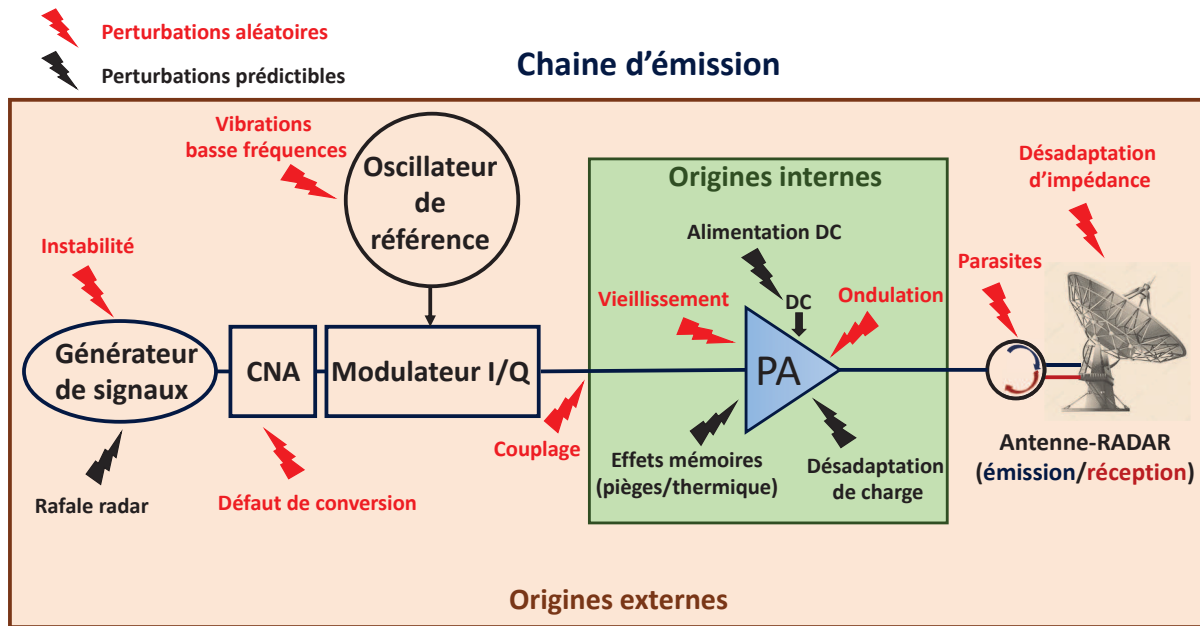 Perturbations aléatoires
Perturbations prédictibles
Chaine d'émission
Vibrations
basse fréquences
Oscillateur
de
référence
Origines internes
Désadaptation
d'impédance
Instabilité
Alimentation DC
Parasites
Vieillissement
DC
Ondulation
Générateur
de signaux
CNA
Modulateur I/Q
PA
Couplage
Effets mémoires
(pièges/thermique)
Désadaptation
de charge
Antenne-RADAR
(émission/réception)
Rafale radar
Défaut de conversion
Origines externes